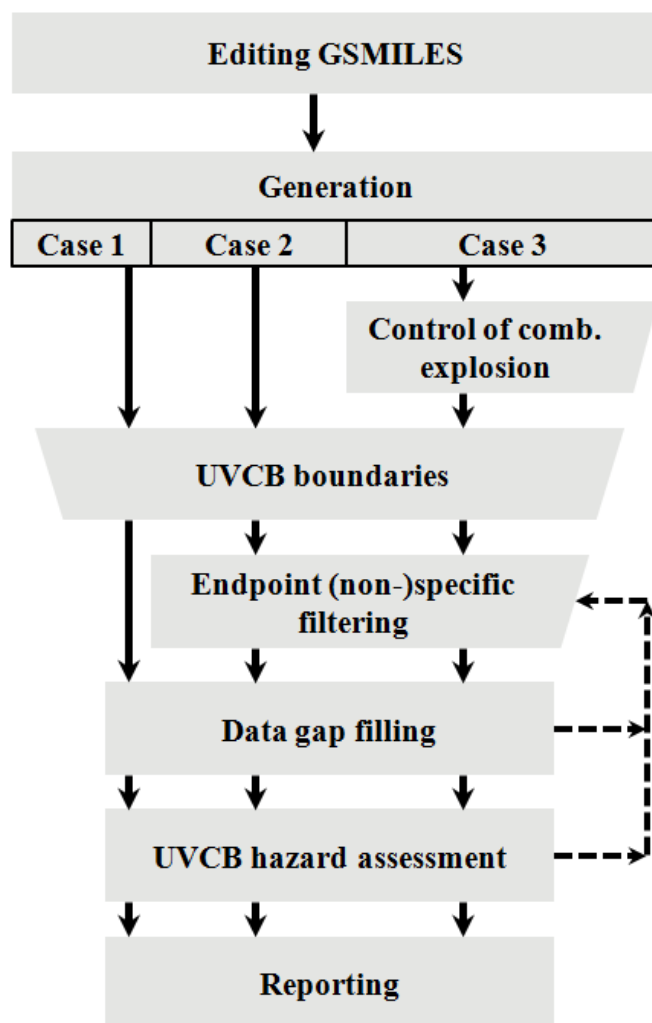 Editing GSMILES
Generation
Case 1
Case 2
Case 3
Control of comb.
explosion
UVCB boundaries
Endpoint (non-)specific
filtering
Data gap filling
UVCB hazard assessment
Reporting